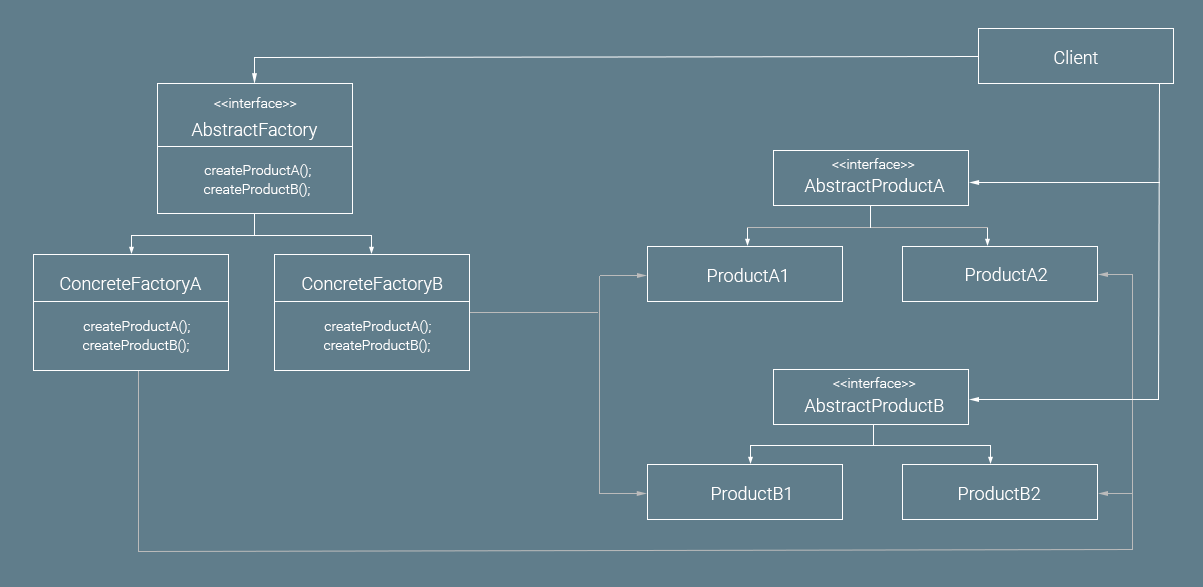 Client
<<interface>>
AbstractFactory
createProductA();
createProductB();
<<interface>>
AbstractProductA
ConcreteFactoryA
createProductA();
createProductB();
ConcreteFactoryB
createProductA();
createProductB();
ProductA1
ProductA2
<<interface>>
AbstractProductB
ProductB1
ProductB2